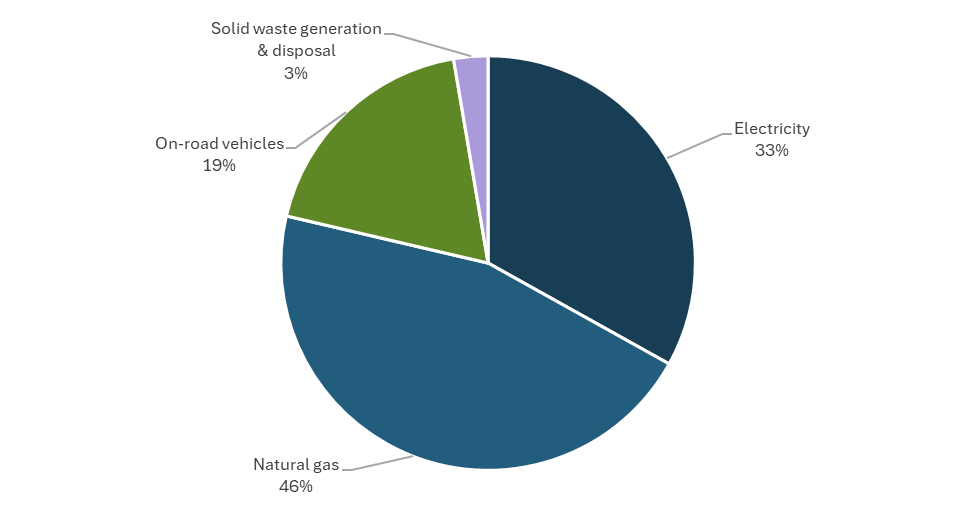 Solid waste generation
& disposal
3%
Electricity
33%
On-road vehicles
19%
Natural gas
46%